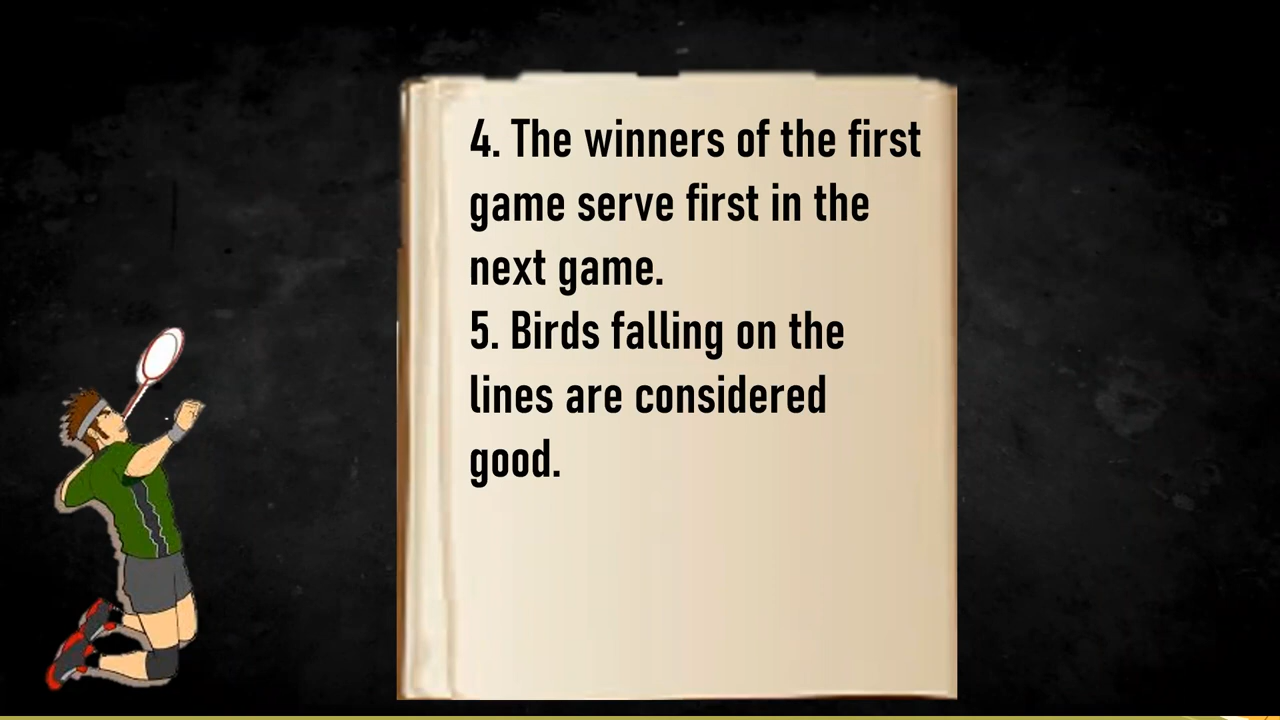 4. The winners of the first
game serve first in the
next game.
5. Birds falling on the
lines are considered
good.